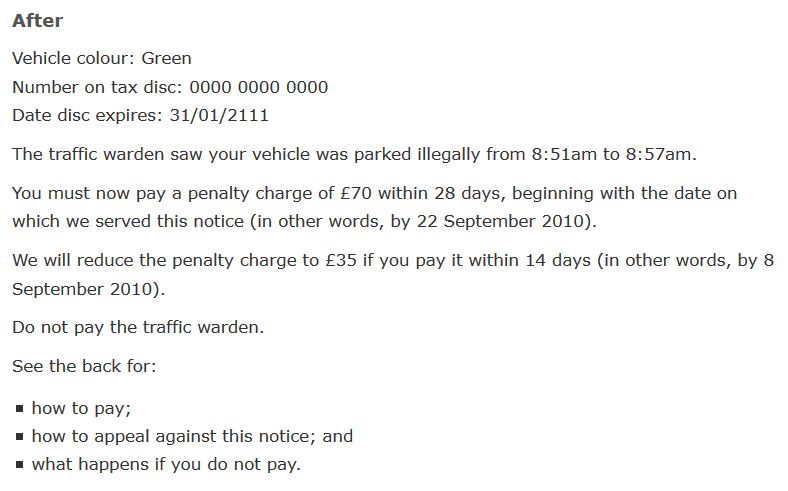 After
Vehicle colour: Green
Number on tax disc: 0000 0000 0000
Date disc expires: 31/01/2111
The traffic warden saw your vehicle was parked illegally from 8:51am to 8:57am.
You must now pay a penalty charge of £70 within 28 days, beginning with the date on
which we served this notice (in other words, by 22 September 2010).
We will reduce the penalty charge to £35 if you pay it within 14 days (in other words, by 8
September 2010).
Do not pay the traffic warden.
See the back for:
▪ how to pay;
▪ how to appeal against this notice; and
▪ what happens if you do not pay.